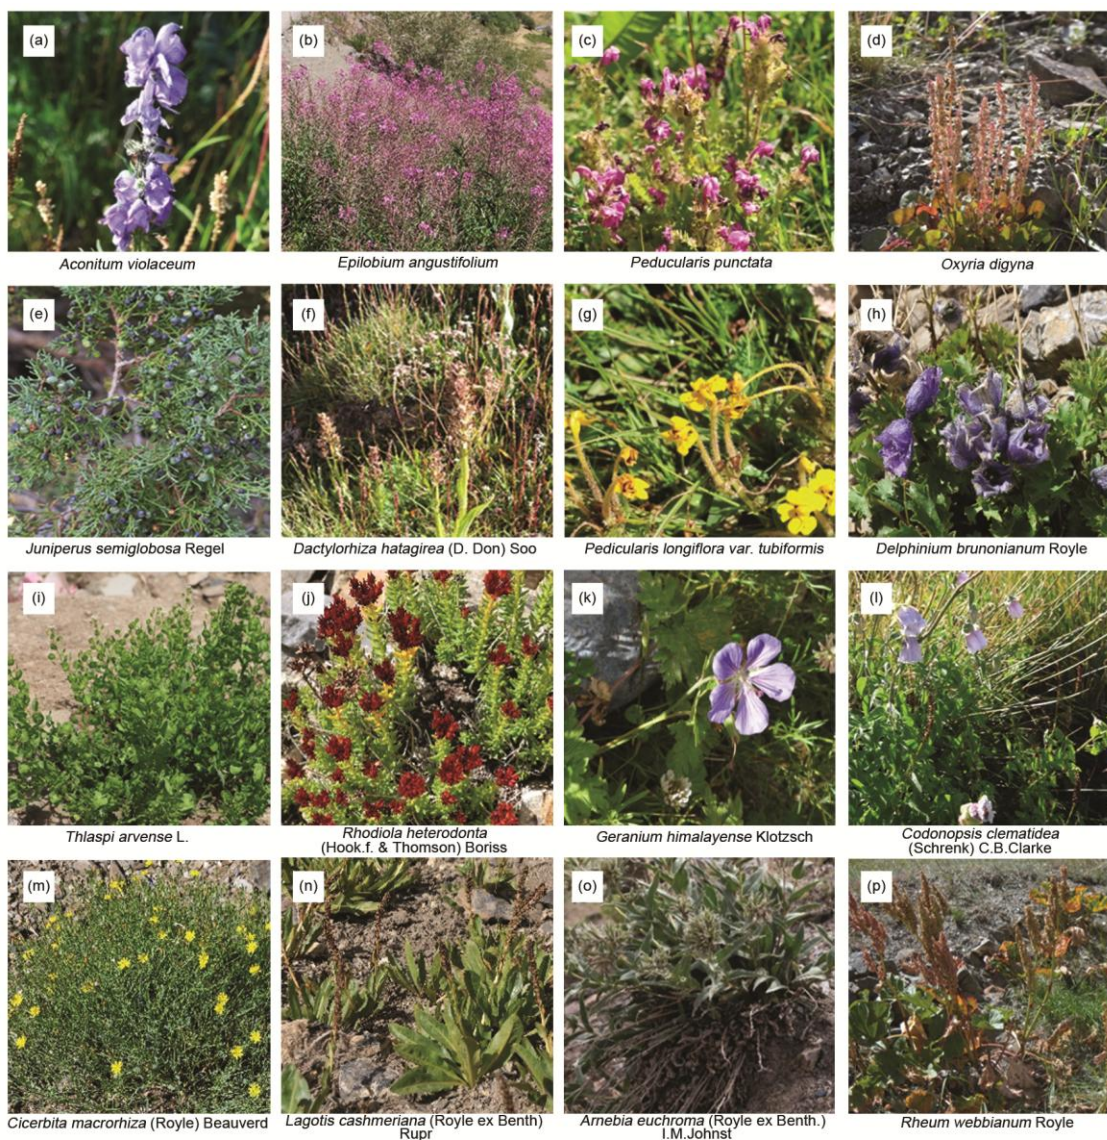 (a)
(b)
(c)
(d)
Aconitum violaceum
Epilobium angustifolium
Peducularis punctata
Oxyria digyna
(e)
(f)
(g)
(h)
Juniperus semiglobosa Regel
Dactylorhiza hatagirea (D. Don) Soo
Pedicularis longiflora var. tubiformis
Delphinium brunonianum Royle
(i)
(j)
(k)
(l)
Thlaspi arvense L.
Rhodiola heterodonta
(Hook.f. & Thomson) Boriss
Geranium himalayense Klotzsch
Codonopsis clematidea
(Schrenk) C.B.Clarke
(m)
(n)
(o)
(p)
Cicerbita macrorhiza (Royle) Beauverd
Lagotis cashmeriana (Royle ex Benth)
Rupr
Arnebia euchroma (Royle ex Benth.)
I.M.Johnst
Rheum webbianum Royle